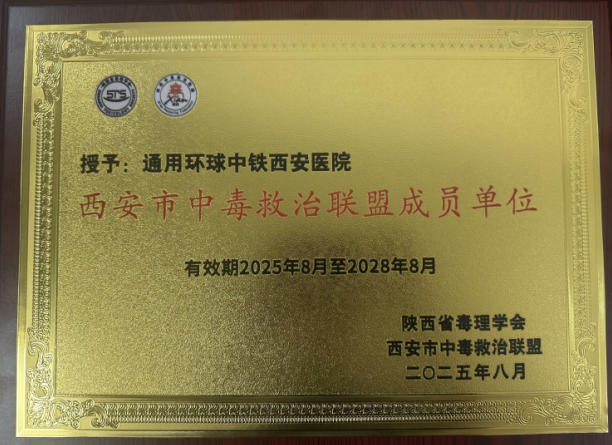 STS
授予：通用环球中铁西安医院
西安市中毒救治联盟成员单位
有效期2025年8月至2028年8月
陕西省毒理学会
西安市中毒救治联盟
二〇二五年八月